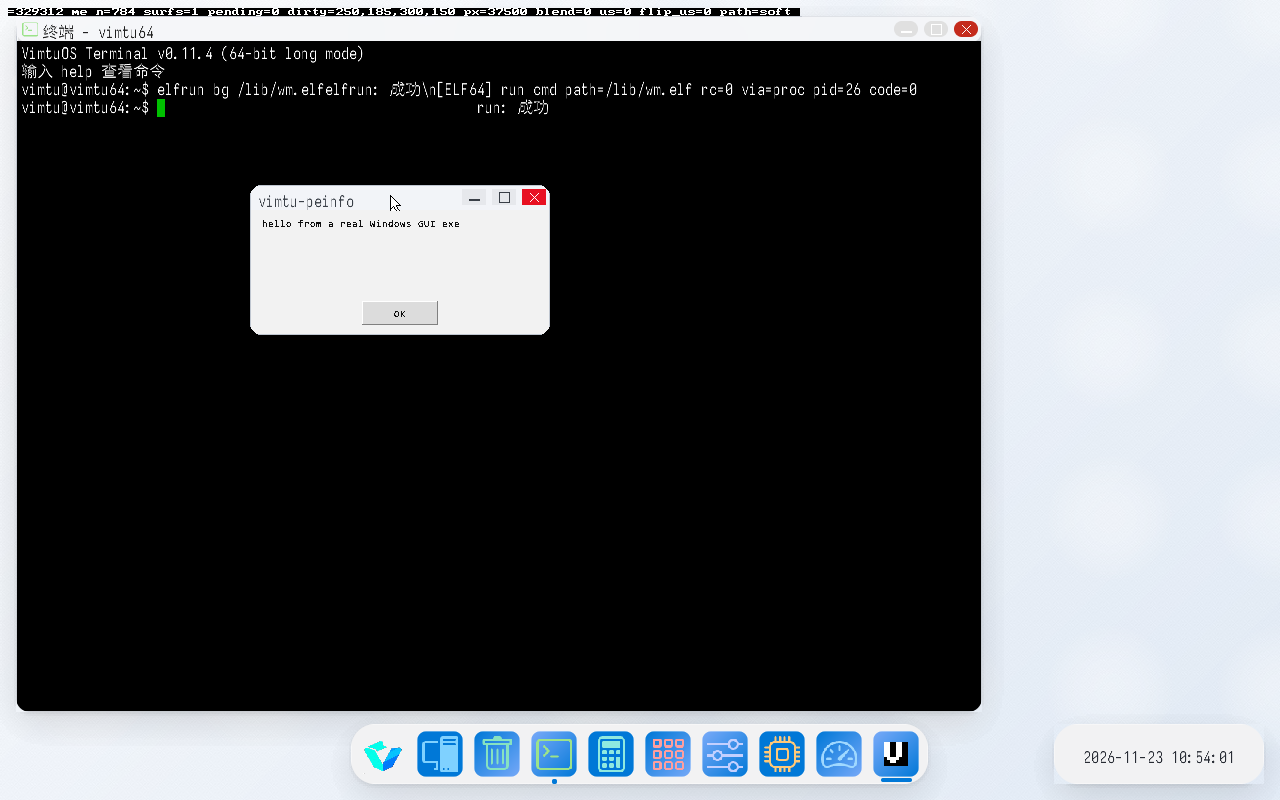 =329312 me n=784 surfs=1 pending=0 dirty=250,185,300,150 px=37500 blend=0 us=0 flip_us=0 path=soft
终端 - vimtu64
VimtuOS Terminal v0.11.4 (64-bit long mode)
输入 help 查看命令
vimtu@vimtu64:~$ elfrun bg /lib/wm.elfelfrun: 成功\n[ELF64] run cmd path=/lib/wm.elf rc=0 via=proc pid=26 code=0
vimtu@vimtu64:~$ run: 成功
vimtu-peinfo
hello from a real Windows GUI exe
OK
2026-11-23 10:54:01